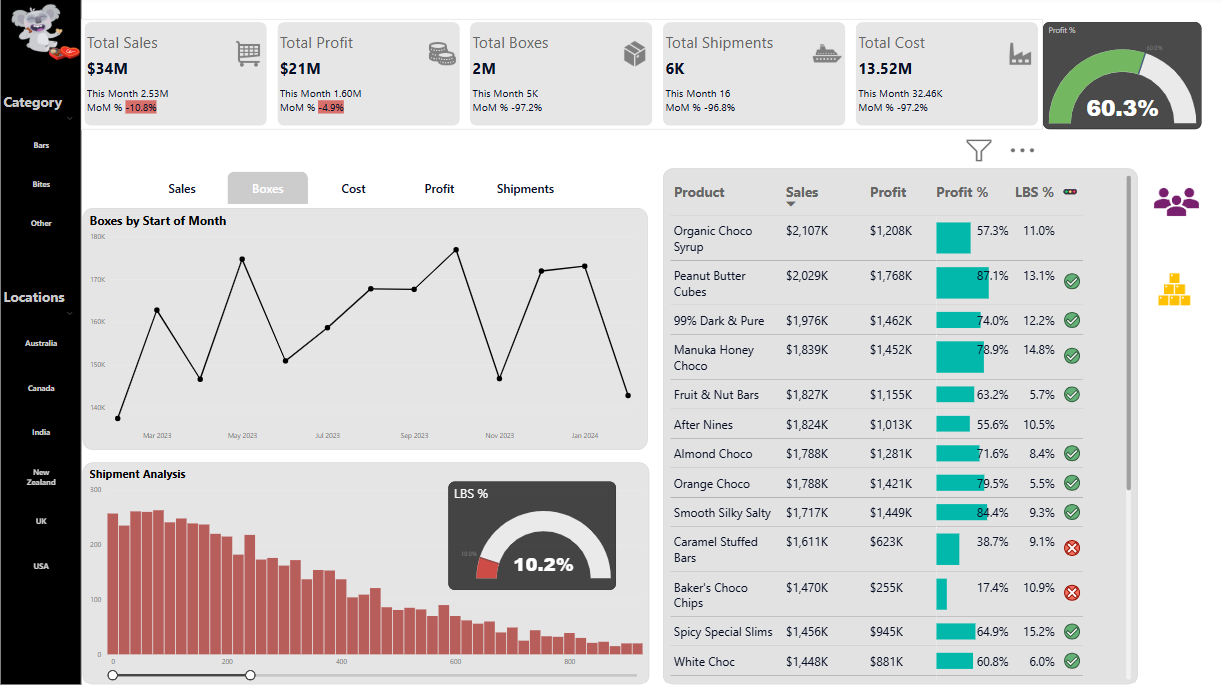 Category
Bars
Bites
Other
Locations
Australia
Canada
India
New
Zealand
UK
USA
Total Sales
$34M
This Month 2.53M
MoM % -10.8%
Total Profit
$21M
This Month 1.60M
MoM % -4.9%
Total Boxes
2M
This Month 5K
MoM % -97.2%
Total Shipments
6K
This Month 16
MoM % -96.8%
Total Cost
13.52M
This Month 32.46K
MoM % -97.2%
Profit %
60.0%
60.3%
Sales Boxes Cost Profit Shipments
Boxes by Start of Month
180K
170K
160K
150K
140K
Mar 2023 May 2023 Jul 2023 Sep 2023 Nov 2023 Jan 2024
Shipment Analysis
300
200
100
0
0 200 400 600 800
LBS %
10.0%
10.2%
Product Sales Profit Profit % LBS %
Organic Choco
Syrup $2,107K $1,208K 57.3% 11.0%
Peanut Butter
Cubes $2,029K $1,768K 87.1% 13.1%
99% Dark & Pure $1,976K $1,462K 74.0% 12.2%
Manuka Honey
Choco $1,839K $1,452K 78.9% 14.8%
Fruit & Nut Bars $1,827K $1,155K 63.2% 5.7%
After Nines $1,824K $1,013K 55.6% 10.5%
Almond Choco $1,788K $1,281K 71.6% 8.4%
Orange Choco $1,788K $1,421K 79.5% 5.5%
Smooth Silky Salty $1,717K $1,449K 84.4% 9.3%
Caramel Stuffed
Bars $1,611K $623K 38.7% 9.1%
Baker's Choco
Chips $1,470K $255K 17.4% 10.9%
Spicy Special Slims $1,456K $945K 64.9% 15.2%
White Choc $1,448K $881K 60.8% 6.0%